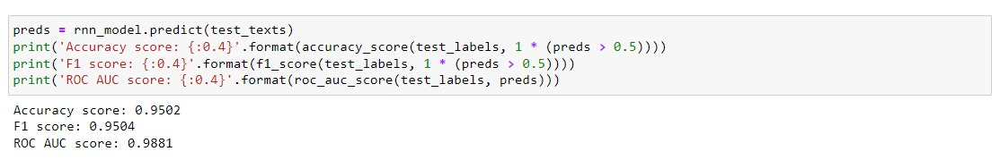 preds = rnn_model.predict(test_texts)
print('Accuracy score: {:0.4}'.format(accuracy_score(test_labels, 1 * (preds > 0.5))))
print('F1 score: {:0.4}'.format(f1_score(test_labels, 1 * (preds > 0.5))))
print('ROC AUC score: {:0.4}'.format(roc_auc_score(test_labels, preds)))
Accuracy score: 0.9502
F1 score: 0.9504
ROC AUC score: 0.9881